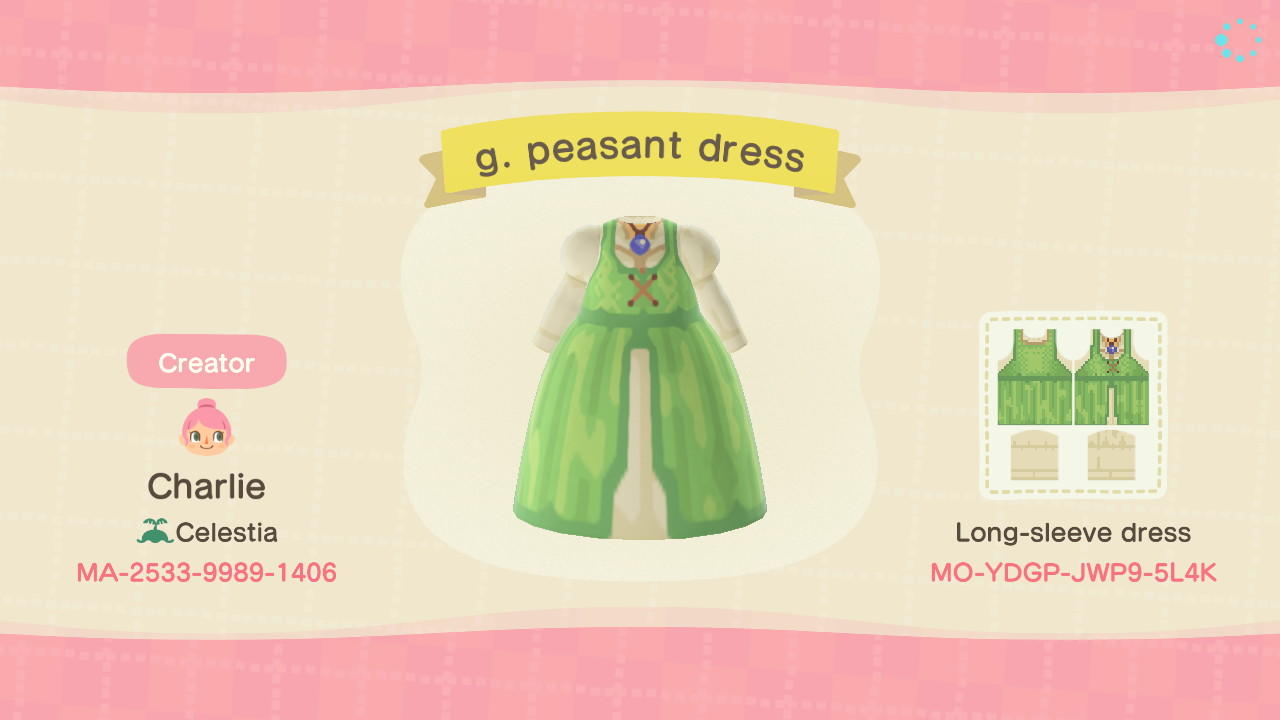 g. peasant dress
Creator
Charlie
Celestia
MA-2533-9989-1406
Long-sleeve dress
MO-YDGP-JWP9-5L4K